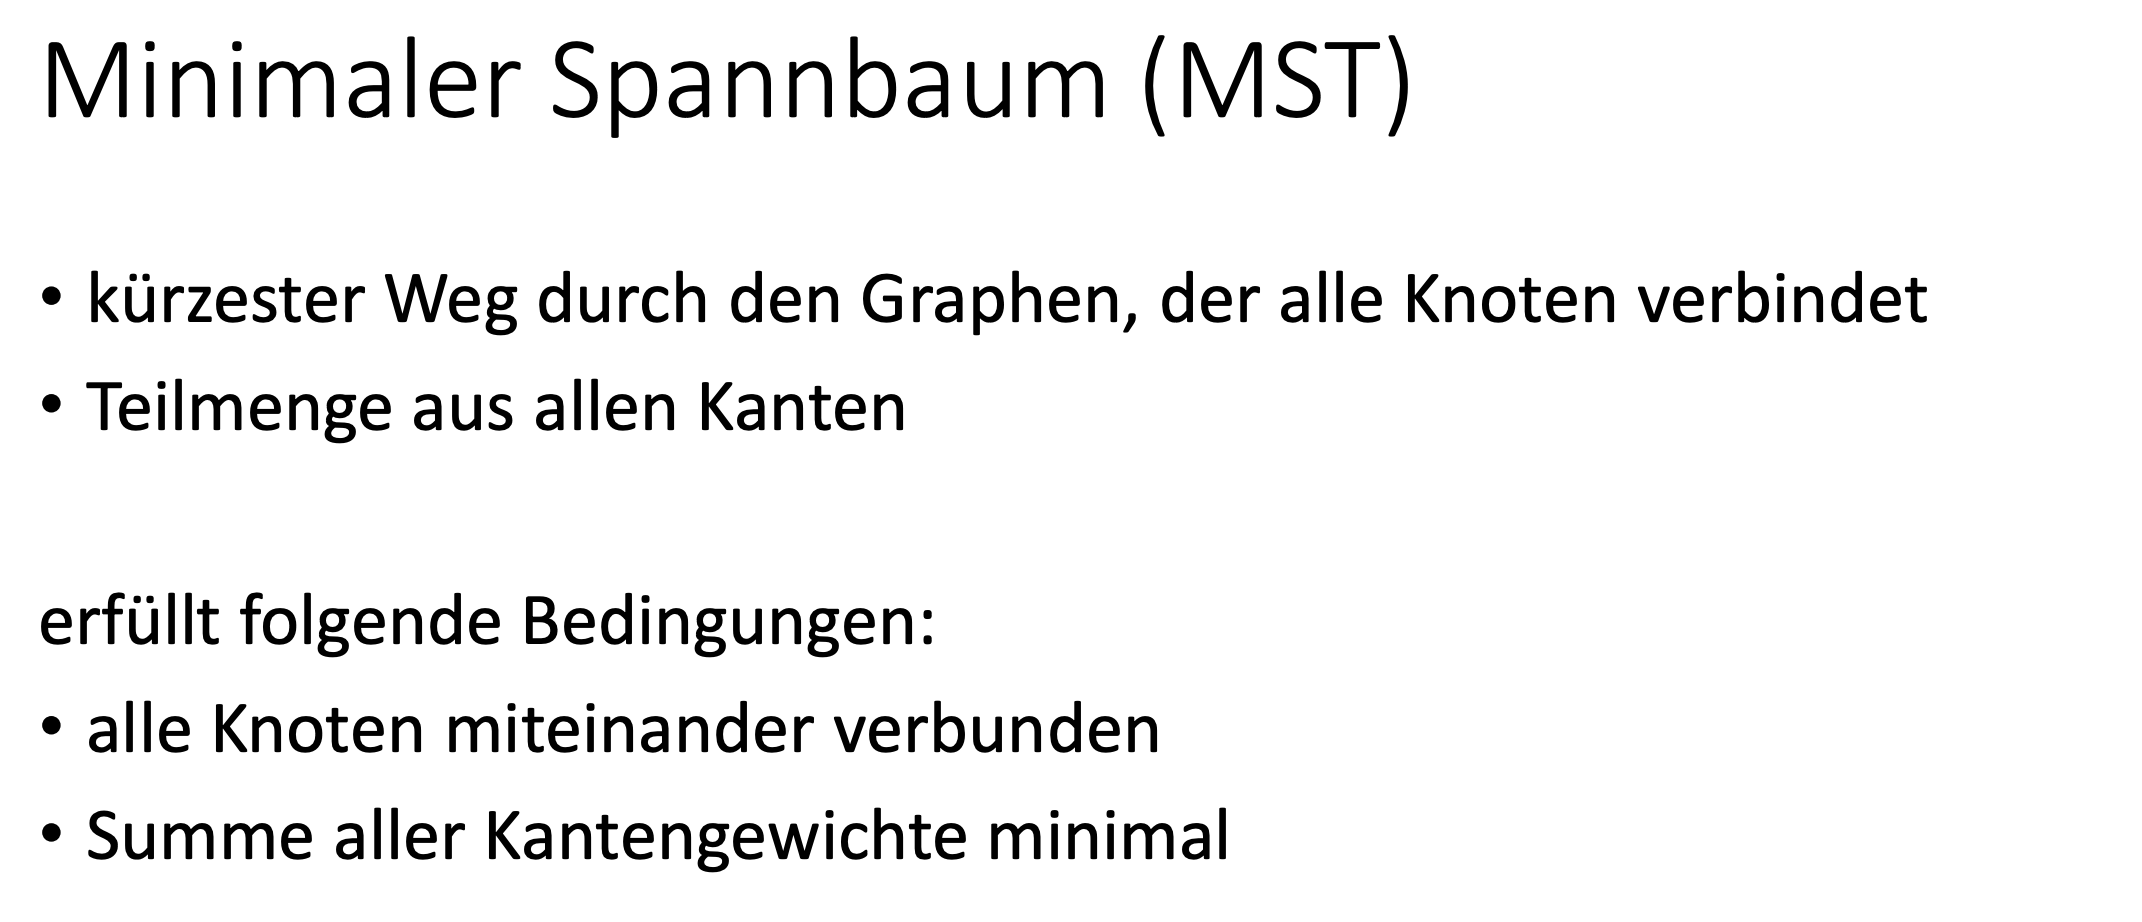 Minimaler Spannbaum (MST)
• kürzester Weg durch den Graphen, der alle Knoten verbindet
• Teilmenge aus allen Kanten
erfüllt folgende Bedingungen:
• alle Knoten miteinander verbunden
• Summe aller Kantengewichte minimal